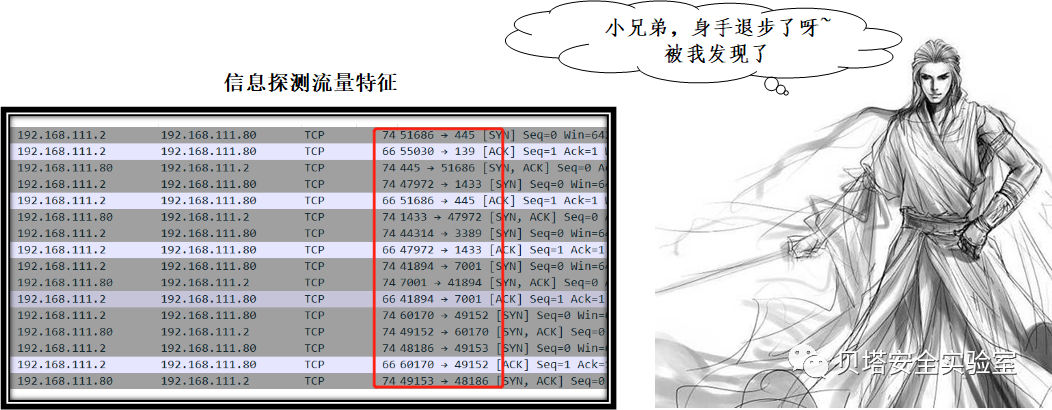 小兄弟，身手退步了呀~
被我发现了
信息探测流量特征
192.168.111.2 192.168.111.80 TCP 74 51686 → 445 [SYN] Seq=0 Win=642
192.168.111.2 192.168.111.80 TCP 66 55030 → 139 [ACK] Seq=1 Ack=1
192.168.111.80 192.168.111.2 TCP 74 445 → 51686 [SYN, ACK] Seq=0 A
192.168.111.2 192.168.111.80 TCP 74 47972 → 1433 [SYN] Seq=0 Win=64
192.168.111.2 192.168.111.80 TCP 66 51686 → 445 [ACK] Seq=1 Ack=1
192.168.111.80 192.168.111.2 TCP 74 1433 → 47972 [SYN, ACK] Seq=0
192.168.111.2 192.168.111.80 TCP 74 44314 → 3389 [SYN] Seq=0 Win=64
192.168.111.2 192.168.111.80 TCP 66 47972 → 1433 [ACK] Seq=1 Ack=1
192.168.111.2 192.168.111.80 TCP 74 41894 → 7001 [SYN] Seq=0 Win=64
192.168.111.80 192.168.111.2 TCP 74 7001 → 41894 [SYN, ACK] Seq=0
192.168.111.2 192.168.111.80 TCP 66 41894 → 7001 [ACK] Seq=1 Ack=1
192.168.111.2 192.168.111.80 TCP 74 60170 → 49152 [SYN] Seq=0 Win=6
192.168.111.80 192.168.111.2 TCP 74 49152 → 60170 [SYN, ACK] Seq=0
192.168.111.2 192.168.111.80 TCP 74 48186 → 49153 [SYN] Seq=0 Win=6
192.168.111.2 192.168.111.80 TCP 66 60170 → 49152 [ACK] Seq=1 Ack=1
192.168.111.80 192.168.111.2 TCP 74 49153 → 48186 [SYN, ACK] Seq=0
贝塔安全实验室